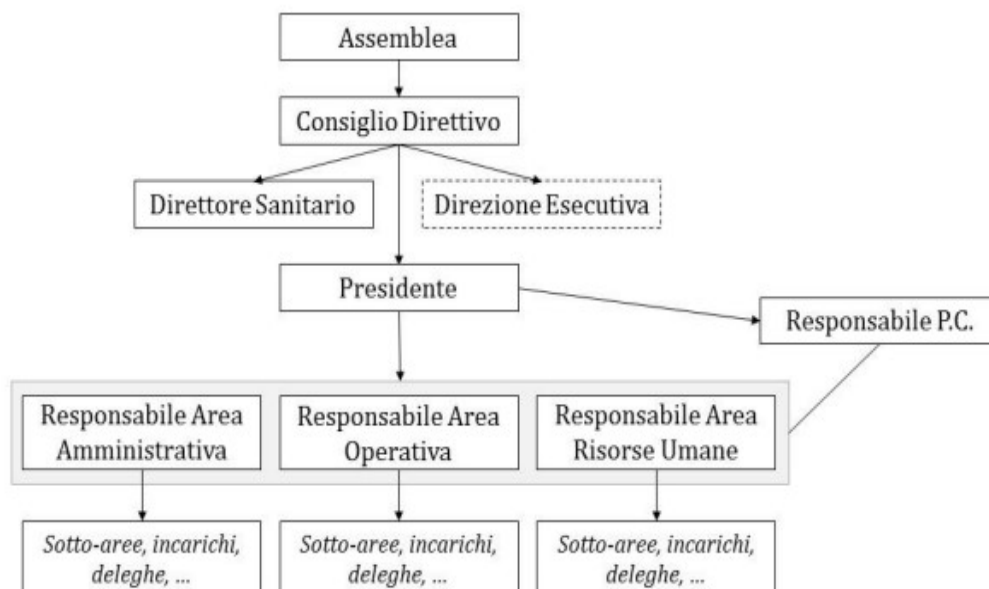 Assemblea
Consiglio Direttivo
Direttore Sanitario
Direzione Esecutiva
Presidente
Responsabile P.C.
Responsabile Area
Amministrativa
Responsabile Area
Operativa
Responsabile Area
Risorse Umane
Sotto-aree, incarichi,
deleghe, ...
Sotto-aree, incarichi,
deleghe, ...
Sotto-aree, incarichi,
deleghe, ...